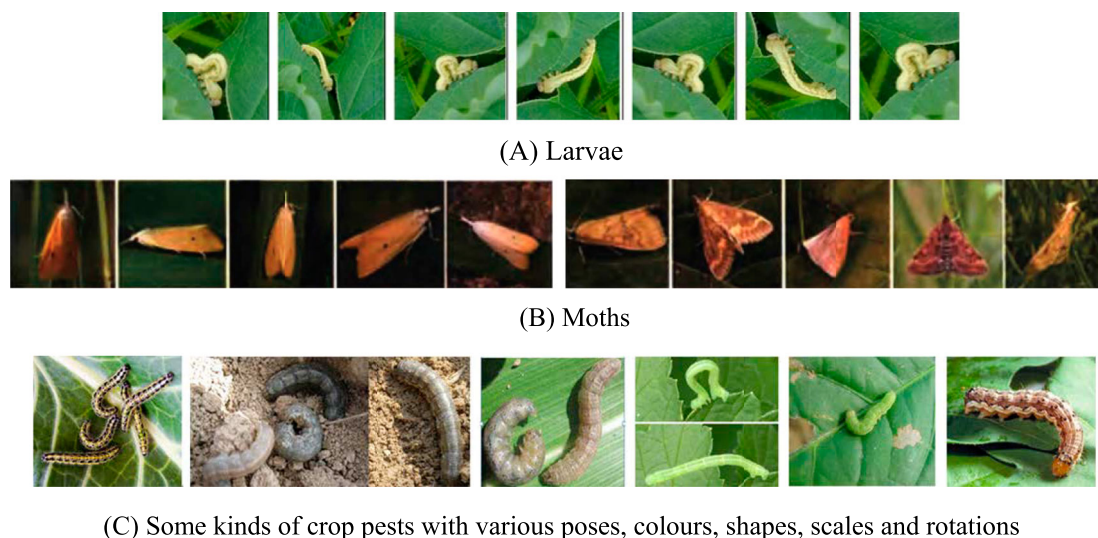 (A) Larvae
(B) Moths
(C) Some kinds of crop pests with various poses, colours, shapes, scales and rotations